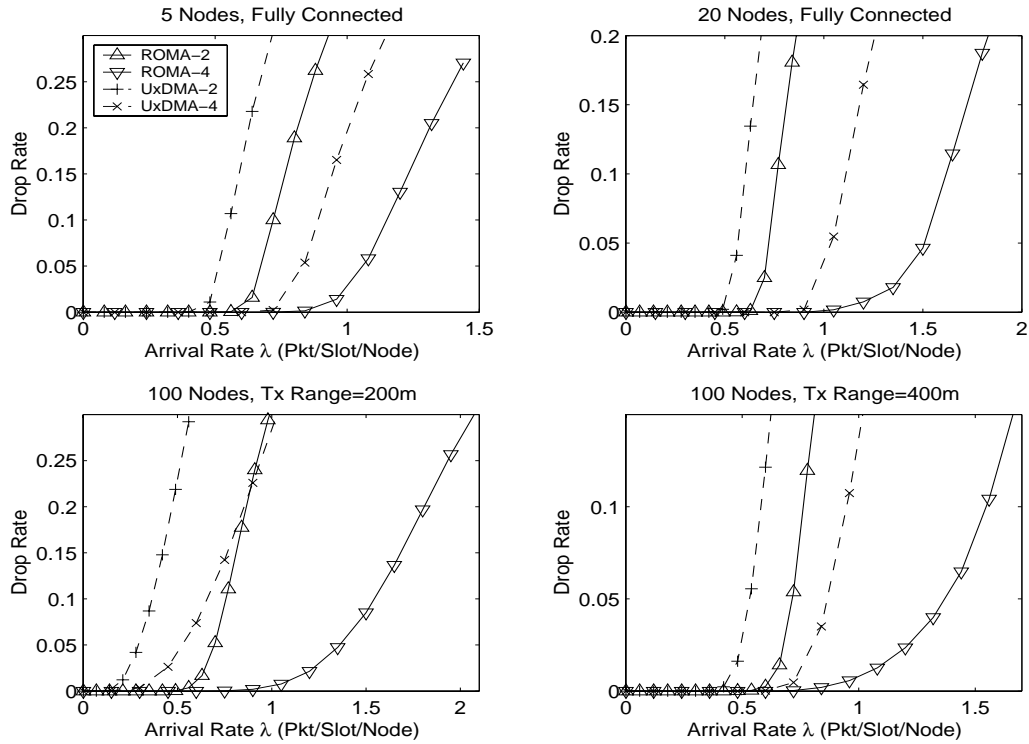 5 Nodes, Fully Connected
0.25
0.2
0.15
0.1
0.05
0
Drop Rate
ROMA-2
ROMA-4
UxDMA-2
UxDMA-4
0 0.5 1 1.5
Arrival Rate λ (Pkt/Slot/Node)
20 Nodes, Fully Connected
0.2
0.15
0.1
0.05
0
Drop Rate
0 0.5 1 1.5 2
Arrival Rate λ (Pkt/Slot/Node)
100 Nodes, Tx Range=200m
0.25
0.2
0.15
0.1
0.05
0
Drop Rate
0 0.5 1 1.5 2
Arrival Rate λ (Pkt/Slot/Node)
100 Nodes, Tx Range=400m
0.1
0.05
0
Drop Rate
0 0.5 1 1.5
Arrival Rate λ (Pkt/Slot/Node)